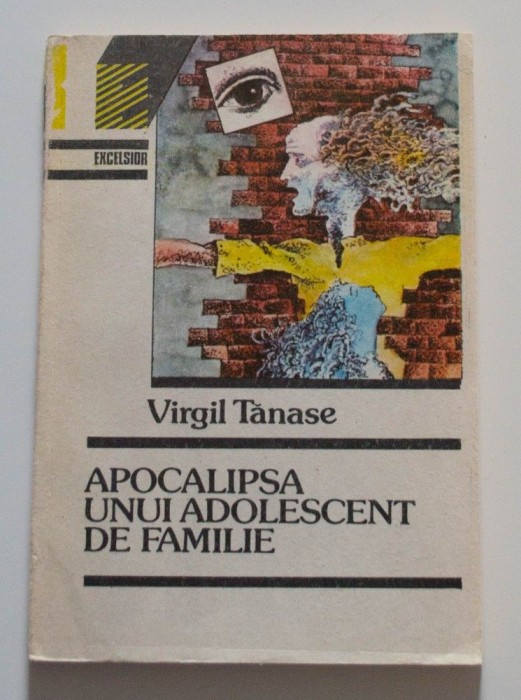 EXCELSIOR
Virgil Tănase
APOCALIPSA
UNUI ADOLESCENT
DE FAMILIE